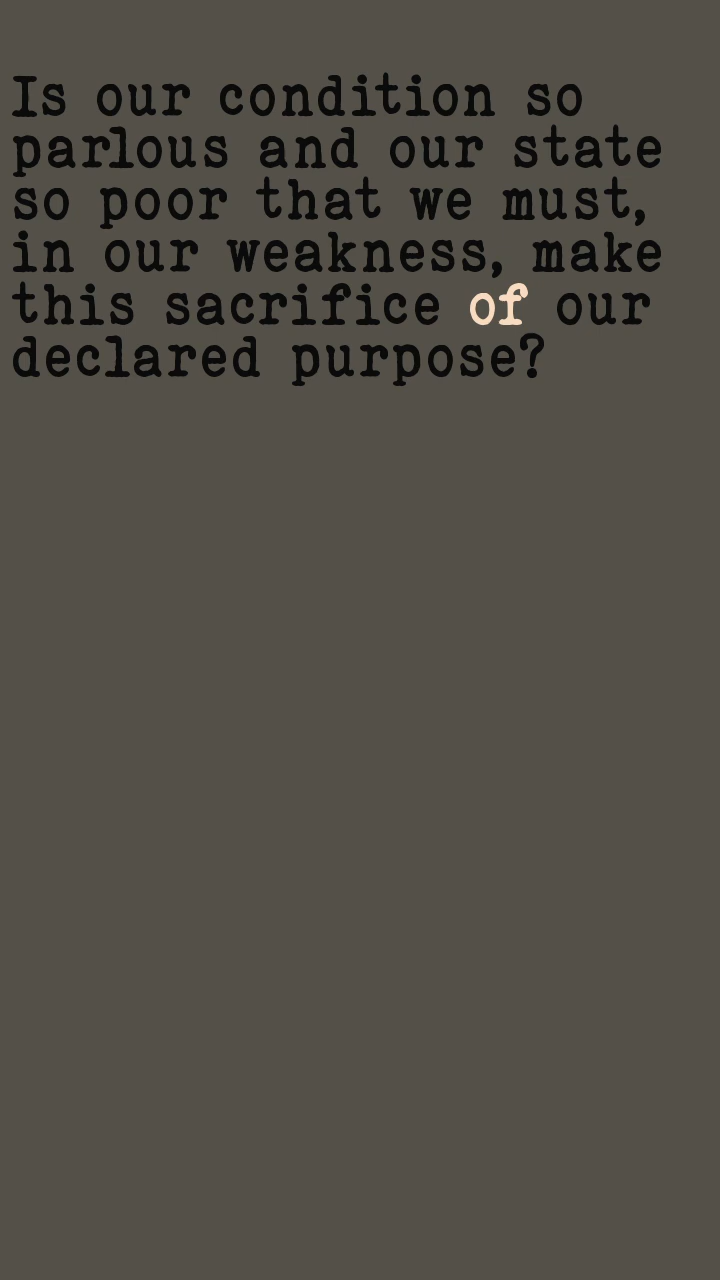 Is our condition so
parlous and our state
so poor that we must,
in our weakness, make
this sacrifice of our
declared purpose?